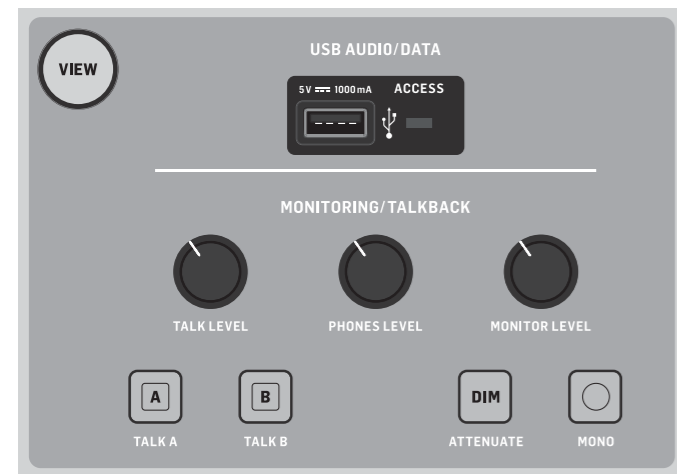 VIEW
USB AUDIO/DATA
5V 1000mA ACCESS
MONITORING/TALKBACK
TALK LEVEL PHONES LEVEL MONITOR LEVEL
A B DIM
TALK A TALK B ATTENUATE MONO